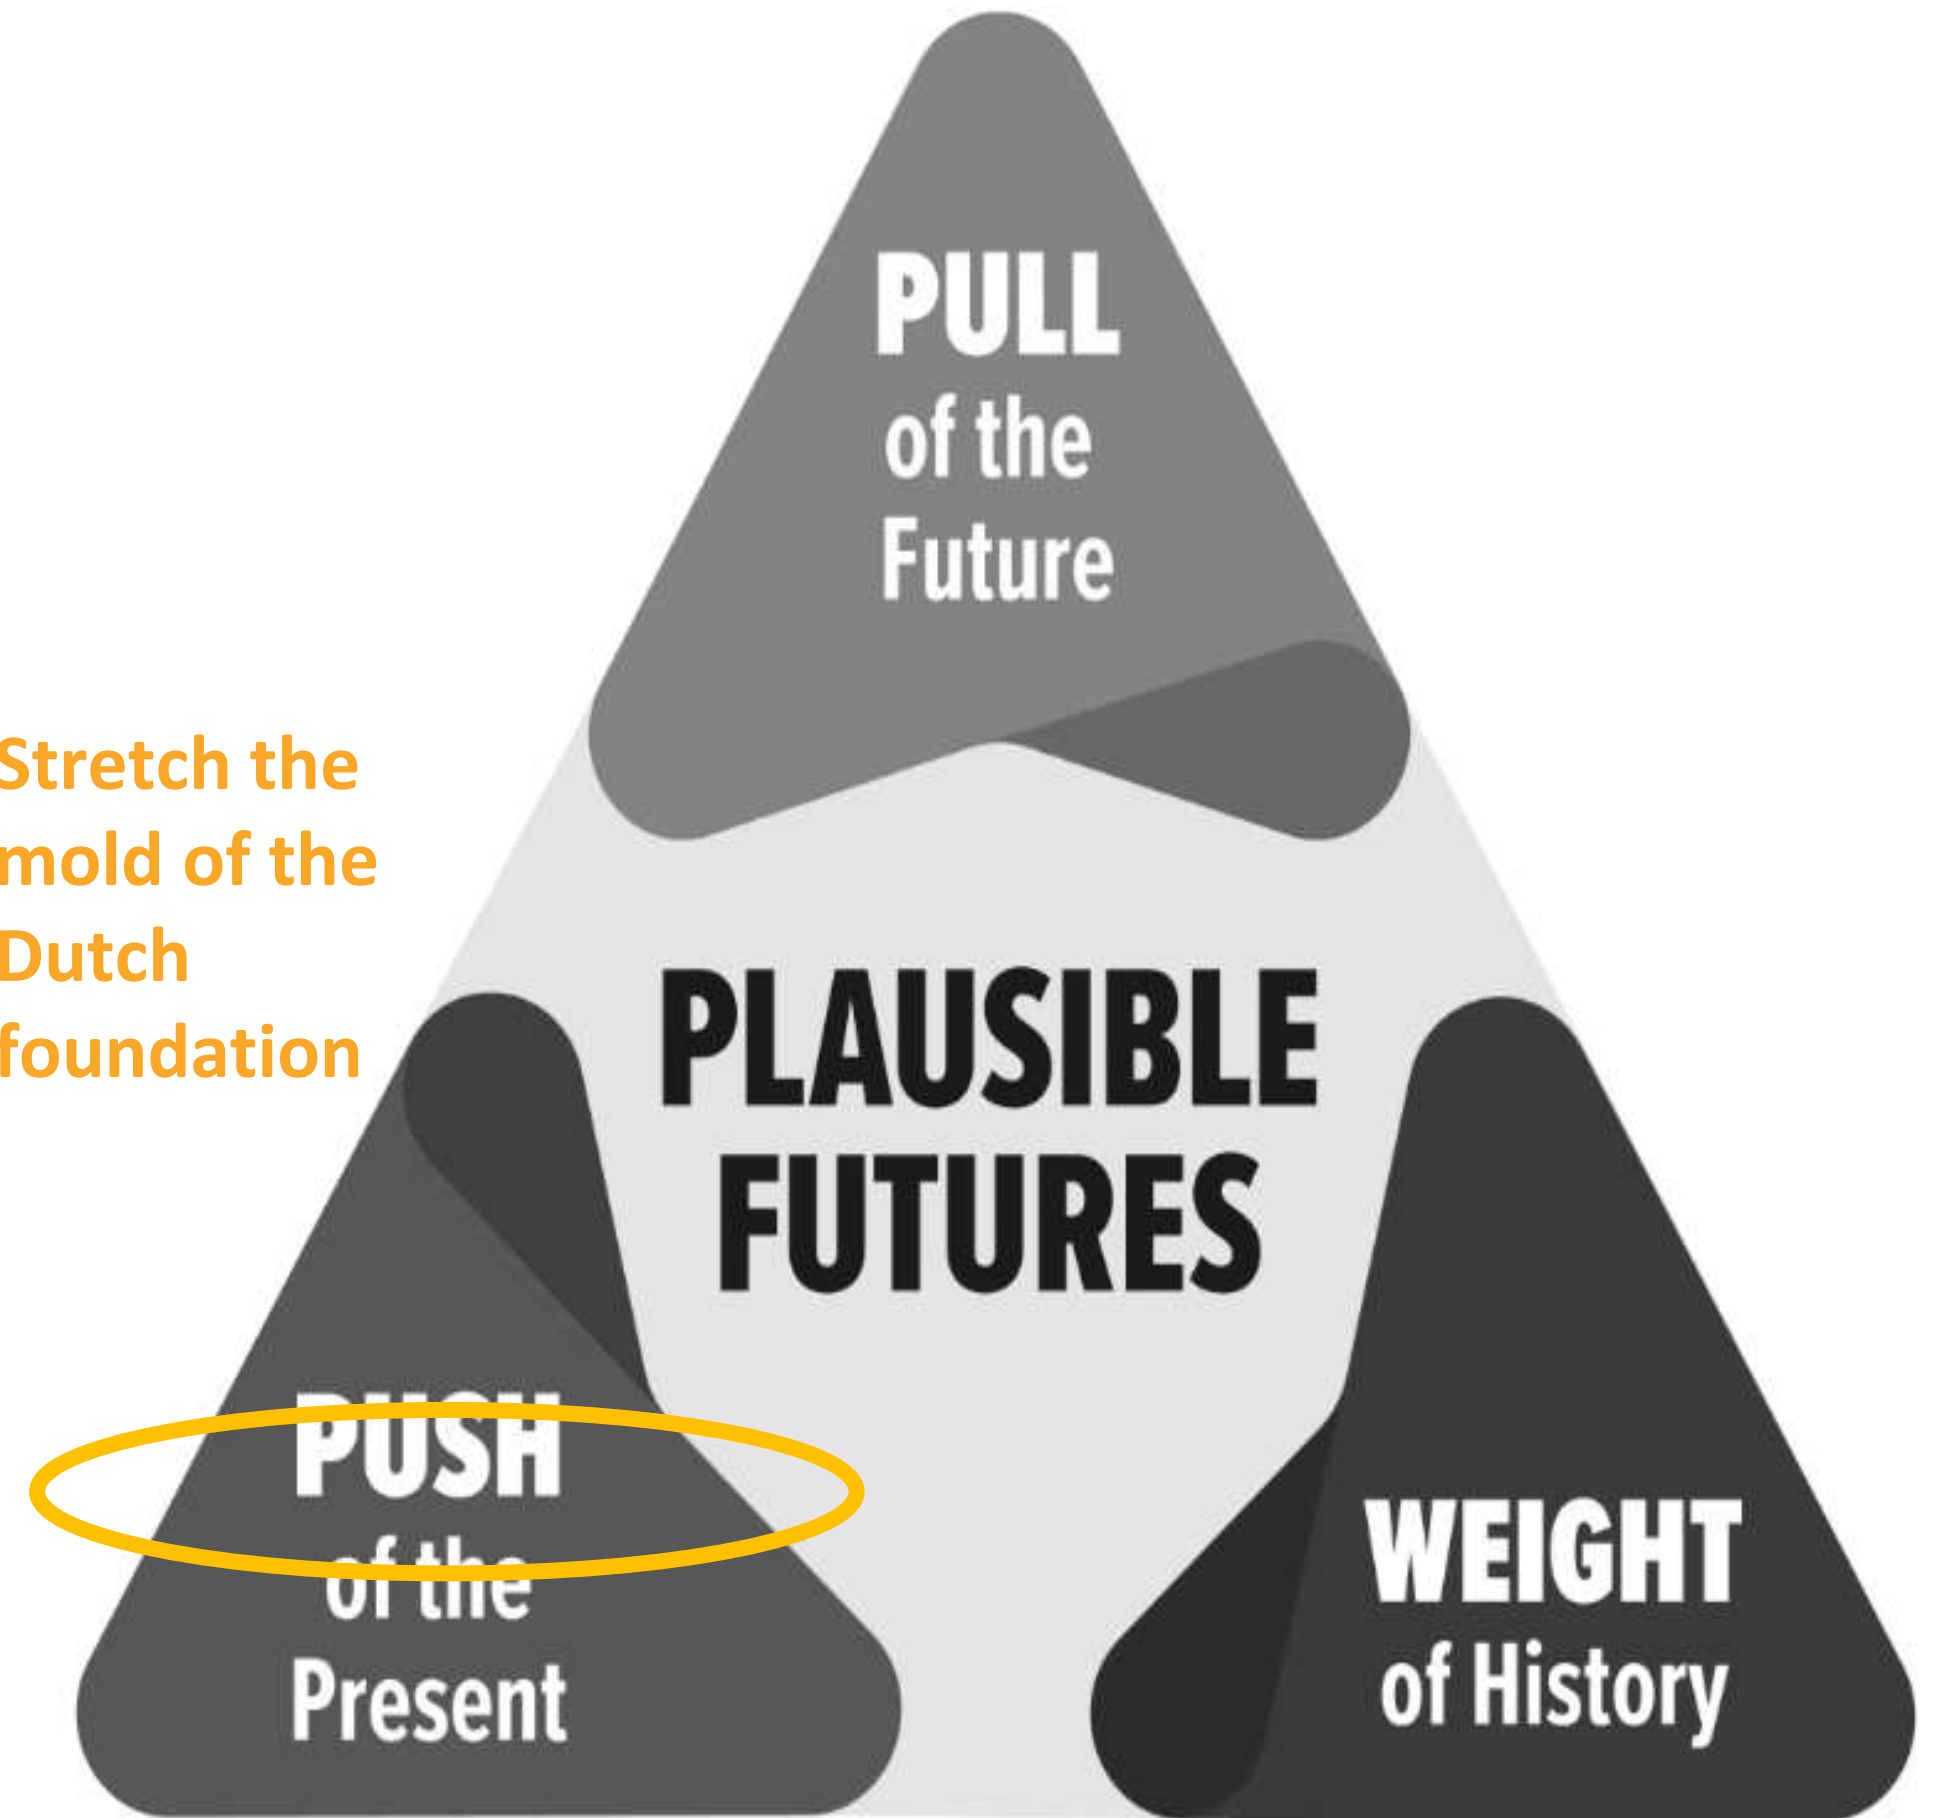 PULL
of the
Future
Stretch the
mold of the
Dutch
foundation
PLAUSIBLE
FUTURES
PUSH
of the
Present
WEIGHT
of History